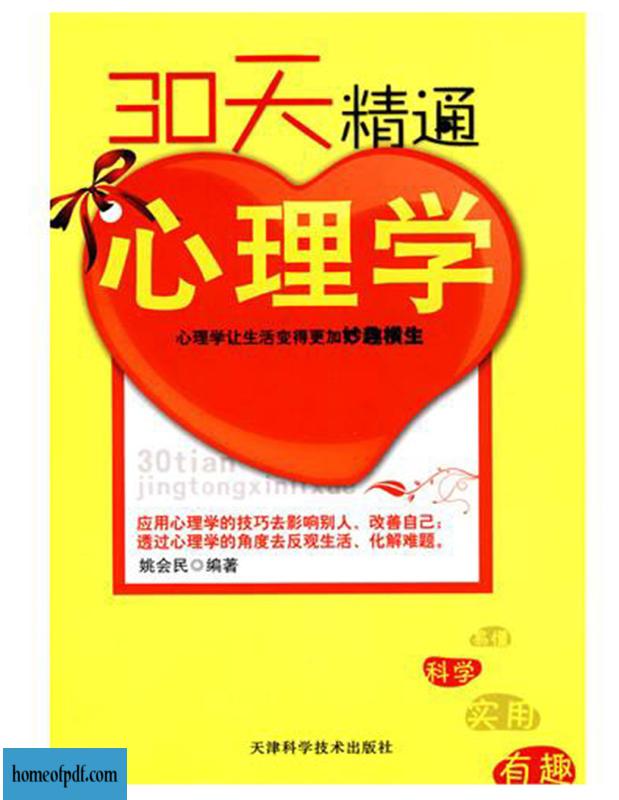 30天精通
心理学
心理学让生活变得更加妙趣横生
30tian
jingtongxinlixue
应用心理学的技巧去影响别人、改善自己;
透过心理学的角度去反观生活、化解难题。
姚会民◎编著
易懂
科学
实用
有趣
天津科学技术出版社
homeofpdf.com